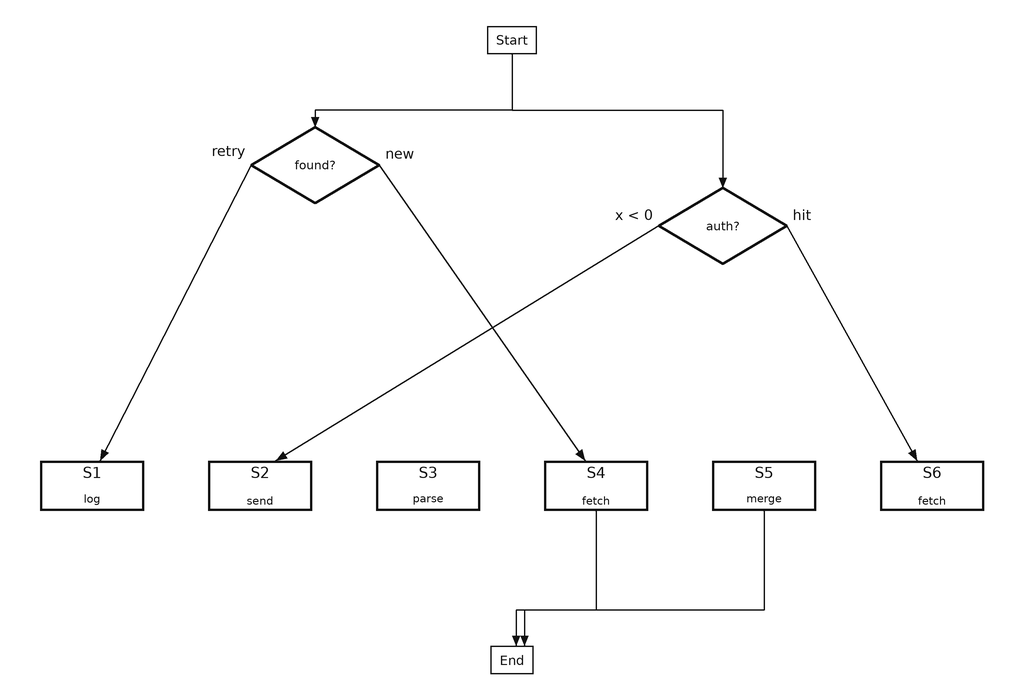 Start
retry
found?
new
x < 0
auth?
hit
S1
log
S2
send
S3
parse
S4
fetch
S5
merge
S6
fetch
End